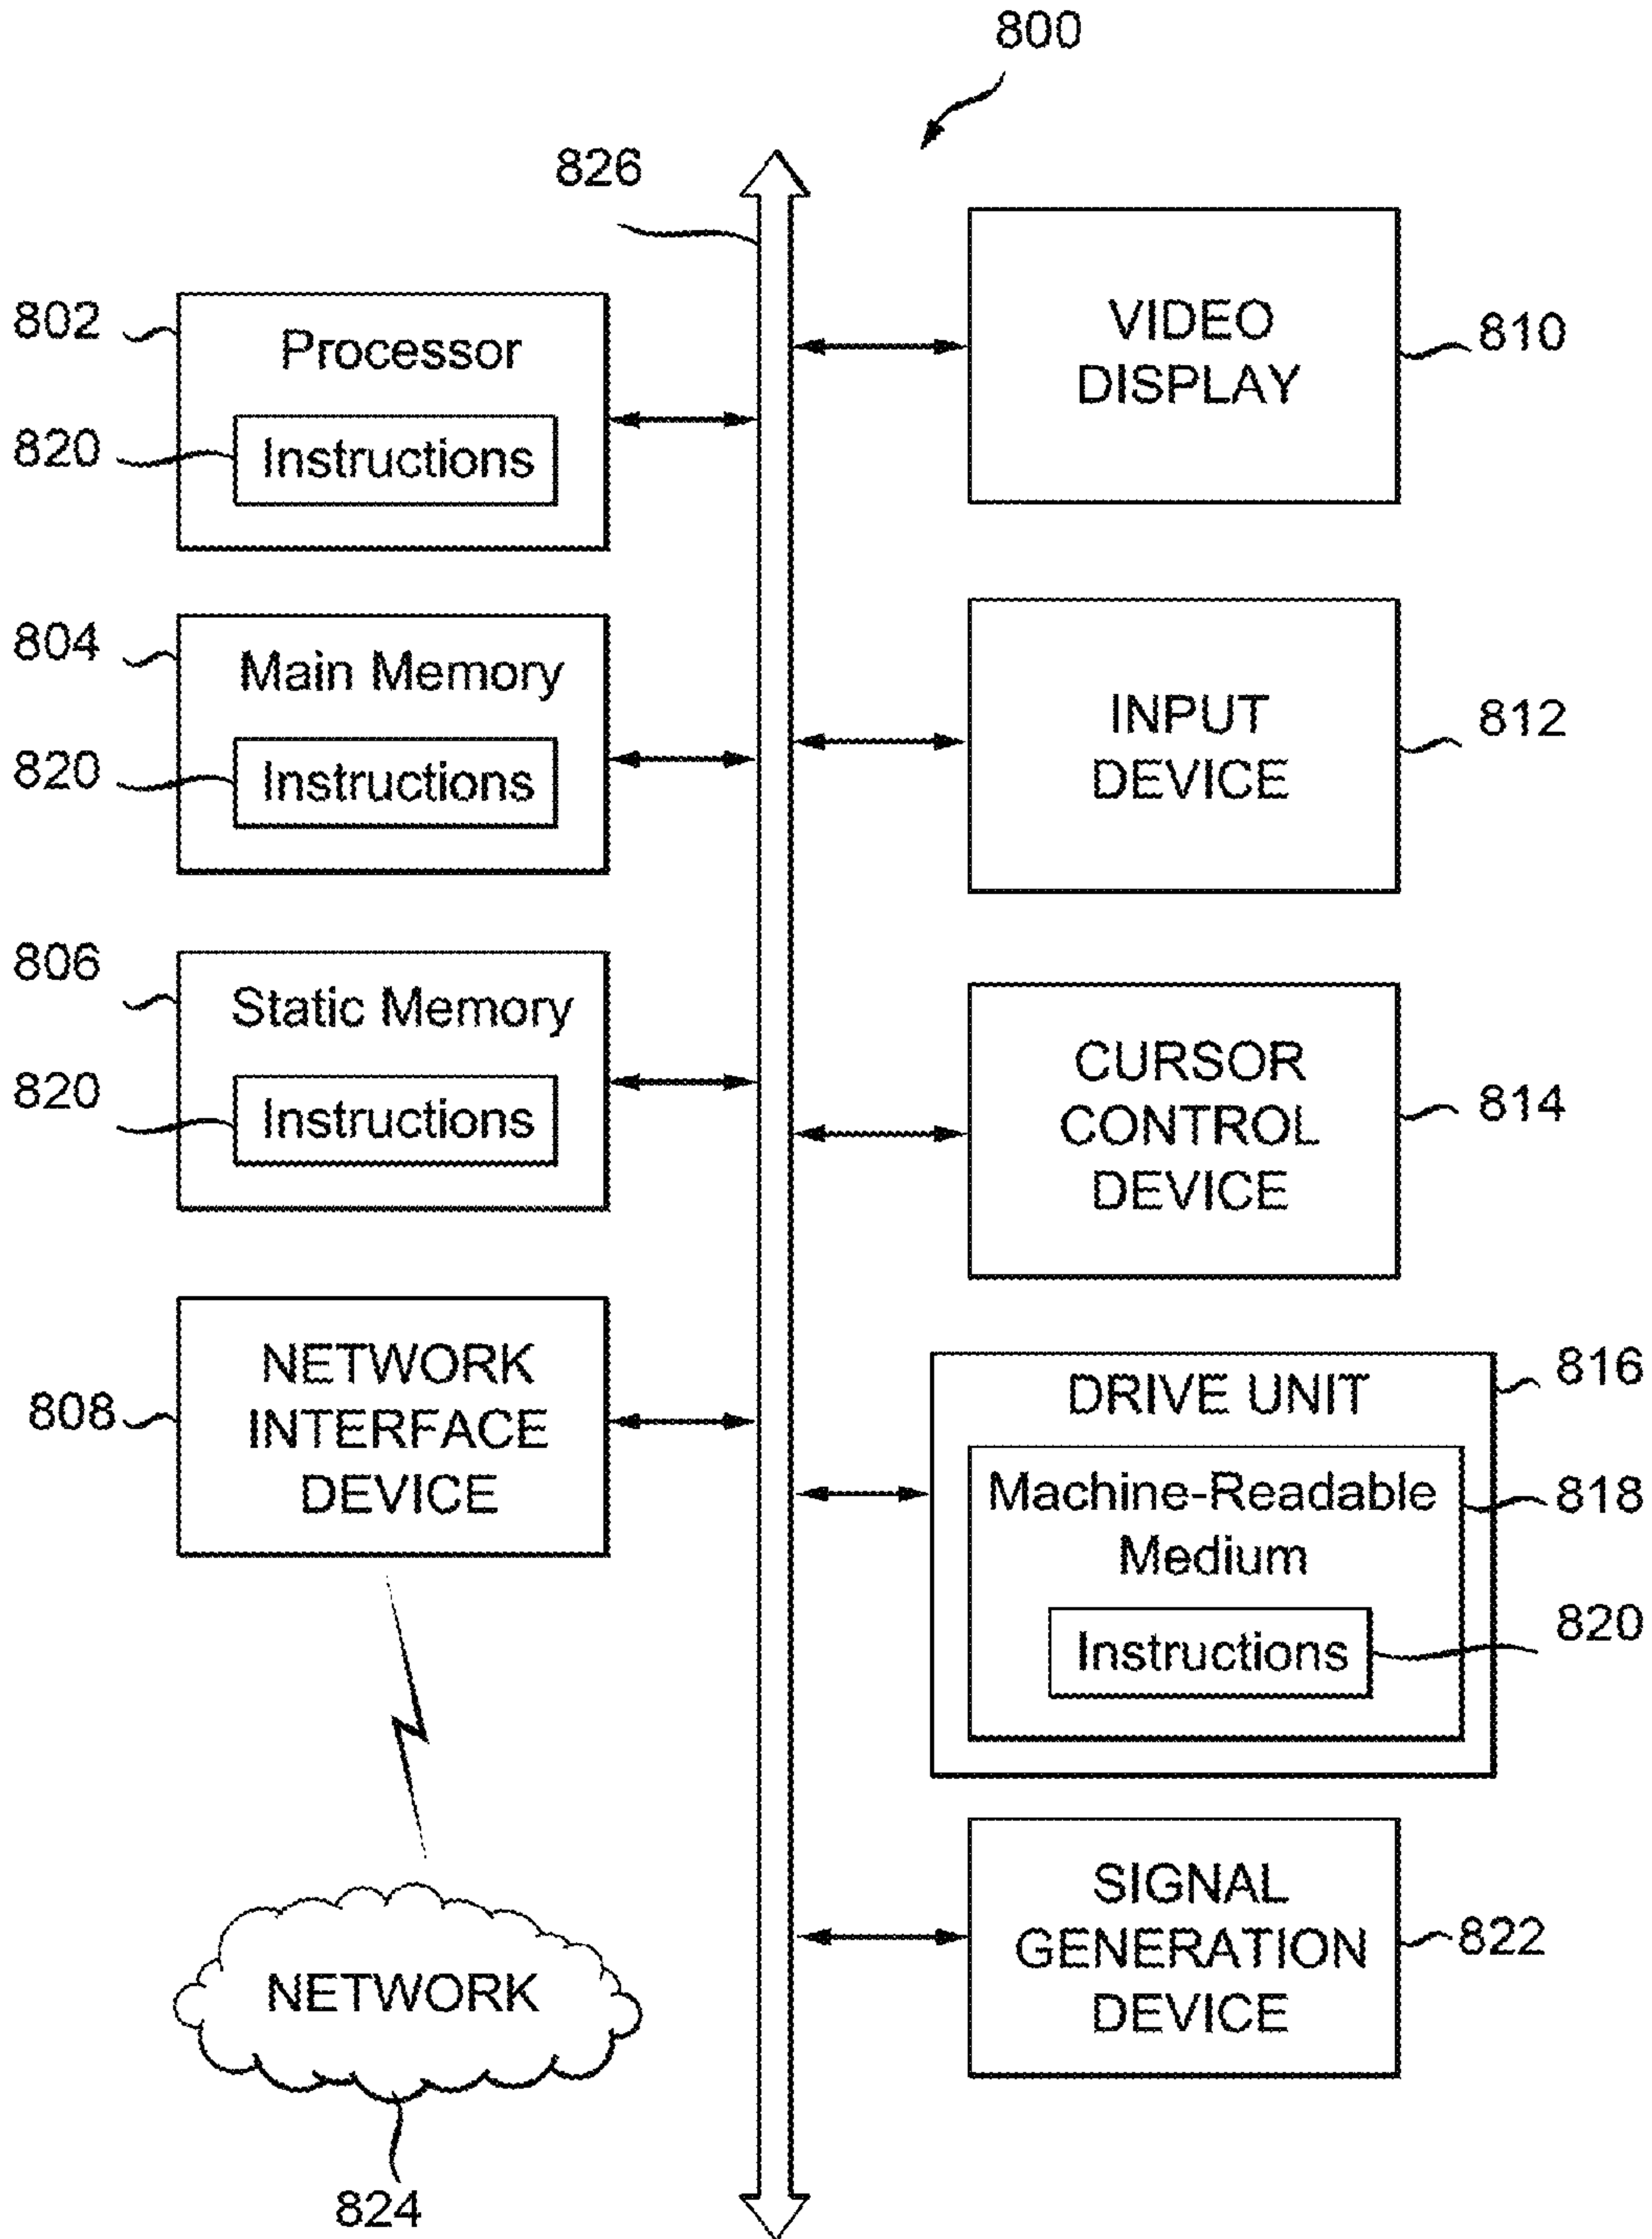 800
826
802
Processor
820
Instructions
804
Main Memory
820
Instructions
806
Static Memory
820
Instructions
808
NETWORK
INTERFACE
DEVICE
NETWORK
824
VIDEO
DISPLAY
810
INPUT
DEVICE
812
CURSOR
CONTROL
DEVICE
814
DRIVE UNIT
816
Machine-Readable
Medium
818
Instructions
820
SIGNAL
GENERATION
DEVICE
822